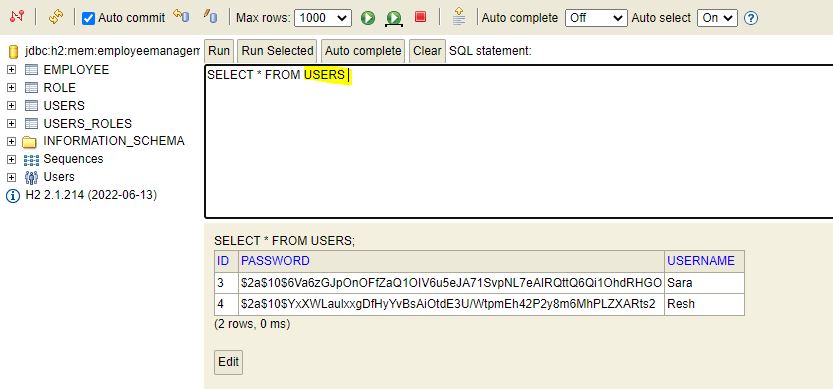 Auto commit Max rows: 1000 Auto complete Off Auto select On
jdbc:h2:mem:employeemanagem
EMPLOYEE
ROLE
USERS
USERS_ROLES
INFORMATION_SCHEMA
Sequences
Users
H2 2.1.214 (2022-06-13)
Run Run Selected Auto complete Clear SQL statement:
SELECT * FROM USERS
SELECT * FROM USERS;
ID PASSWORD USERNAME
3 $2a$10$6Va6zGJpOnOFfZaQ1OIV6u5eJA71SvpNL7eAIRQttQ6Qi1OhdRHGO Sara
4 $2a$10$YxXWLaulxxgDfHyYvBsAiOtdE3U/WtpmEh42P2y8m6MhPLZXARts2 Resh
(2 rows, 0 ms)
Edit